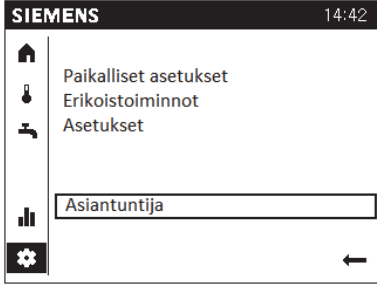 SIEMENS 14:42
Paikalliset asetukset
Erikoistoiminnot
Asetukset
Asiantuntija